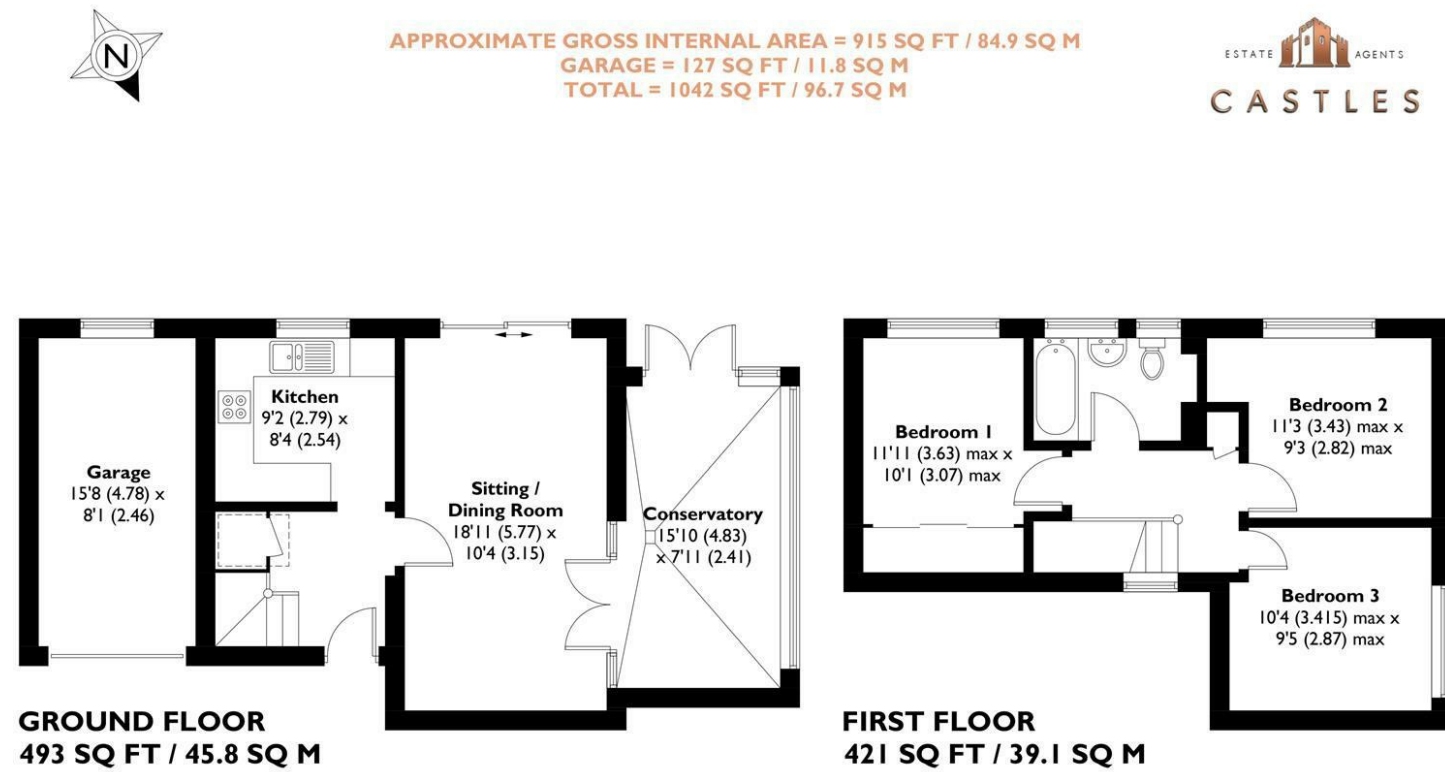 N
APPROXIMATE GROSS INTERNAL AREA = 915 SQ FT / 84.9 SQ M
GARAGE = 127 SQ FT / 11.8 SQ M
TOTAL = 1042 SQ FT / 96.7 SQ M
ESTATE AGENTS
CASTLES
Garage
15'8 (4.78) x
8'1 (2.46)
Kitchen
9'2 (2.79) x
8'4 (2.54)
Sitting /
Dining Room
18'11 (5.77) x
10'4 (3.15)
Conservatory
15'10 (4.83)
x 7'11 (2.41)
Bedroom 1
11'11 (3.63) max x
10'1 (3.07) max
Bedroom 2
11'3 (3.43) max x
9'3 (2.82) max
Bedroom 3
10'4 (3.415) max x
9'5 (2.87) max
GROUND FLOOR
493 SQ FT / 45.8 SQ M
FIRST FLOOR
421 SQ FT / 39.1 SQ M